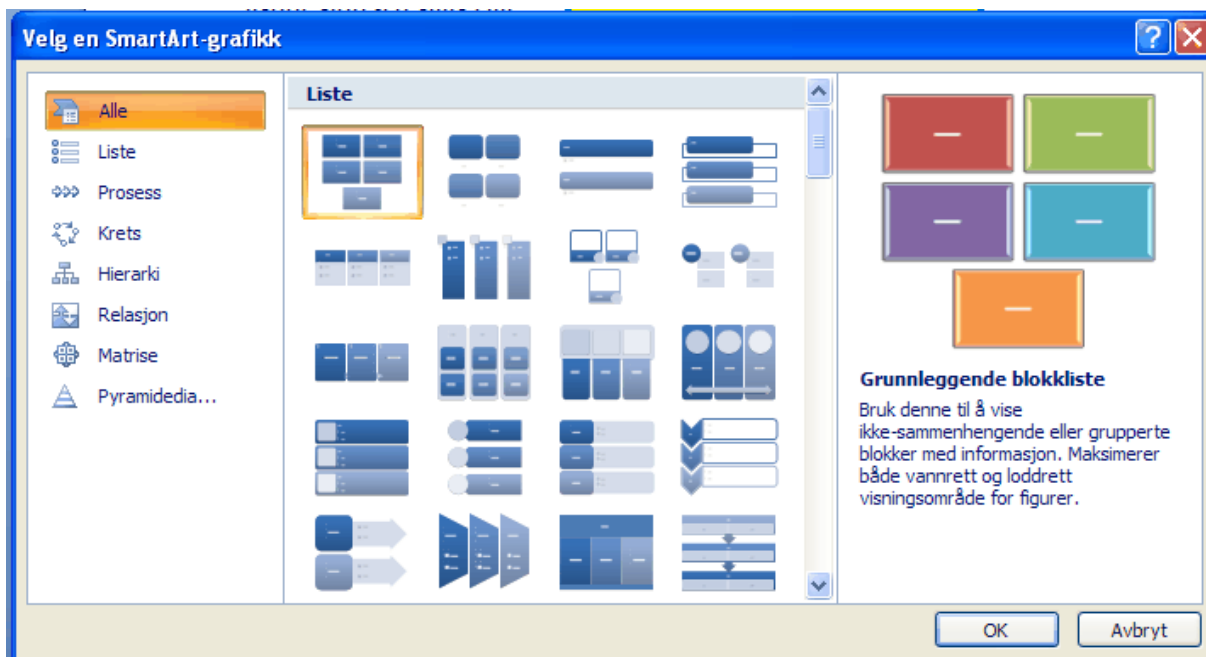 Velg en SmartArt-grafikk
Alle
Liste
Prosess
Krets
Hierarki
Relasjon
Matrise
Pyramidedia...
Liste
Grunnleggende blokkliste
Bruk denne til å vise
ikke-sammenhengende eller grupperte
blokker med informasjon. Maksimerer
både vannrett og loddrett
visningsområde for figurer.
OK
Avbryt